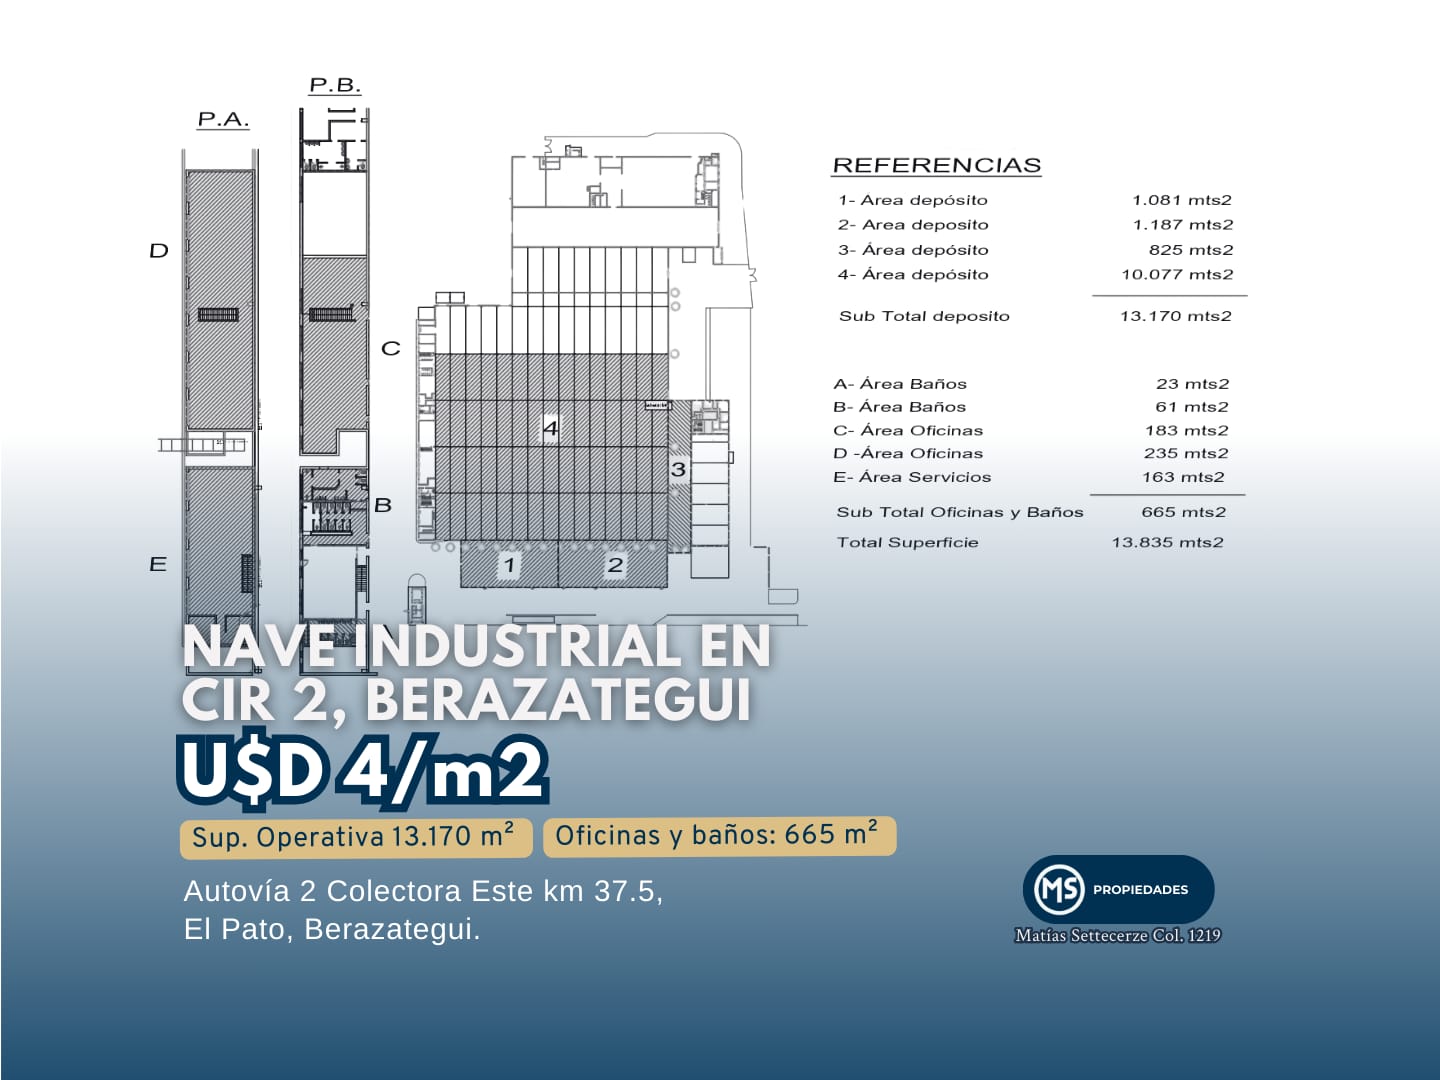 P.A.
P.B.
D
C
B
E
4
3
1
2
REFERENCIAS
1- Area depósito 1.081 mts2
2- Area deposito 1.187 mts2
3- Área depósito 825 mts2
4- Área depósito 10.077 mts2
Sub Total deposito 13.170 mts2
A- Área Baños 23 mts2
B- Área Baños 61 mts2
C- Área Oficinas 183 mts2
D -Área Oficinas 235 mts2
E- Área Servicios 163 mts2
Sub Total Oficinas y Baños 665 mts2
Total Superficie 13.835 mts2
NAVE INDUSTRIAL EN
CIR 2, BERAZATEGUI
U$D 4/m2
Sup. Operativa 13.170 m² Oficinas y baños: 665 m²
Autovía 2 Colectora Este km 37.5,
El Pato, Berazategui.
MS PROPIEDADES
Matías Settecerze Col. 1219